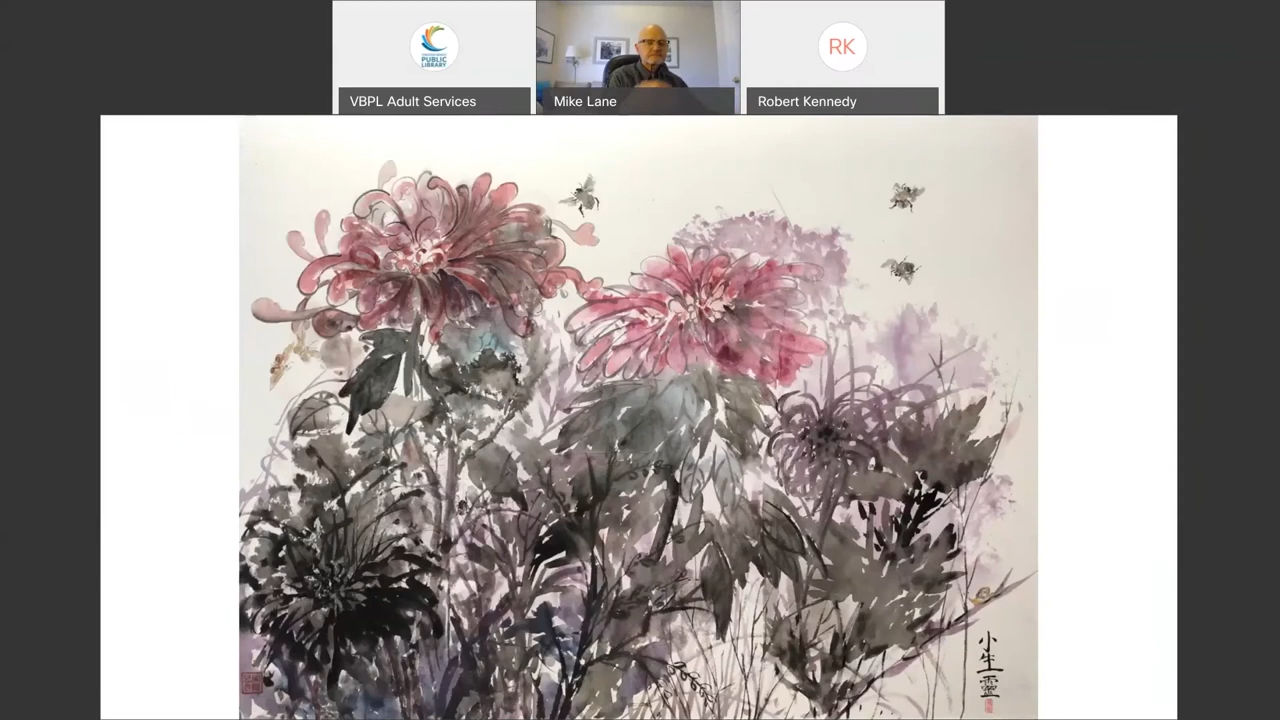 PUBLIC
LIBRARY
RK
VBPL Adult Services
Mike Lane
Robert Kennedy
小
生
靈